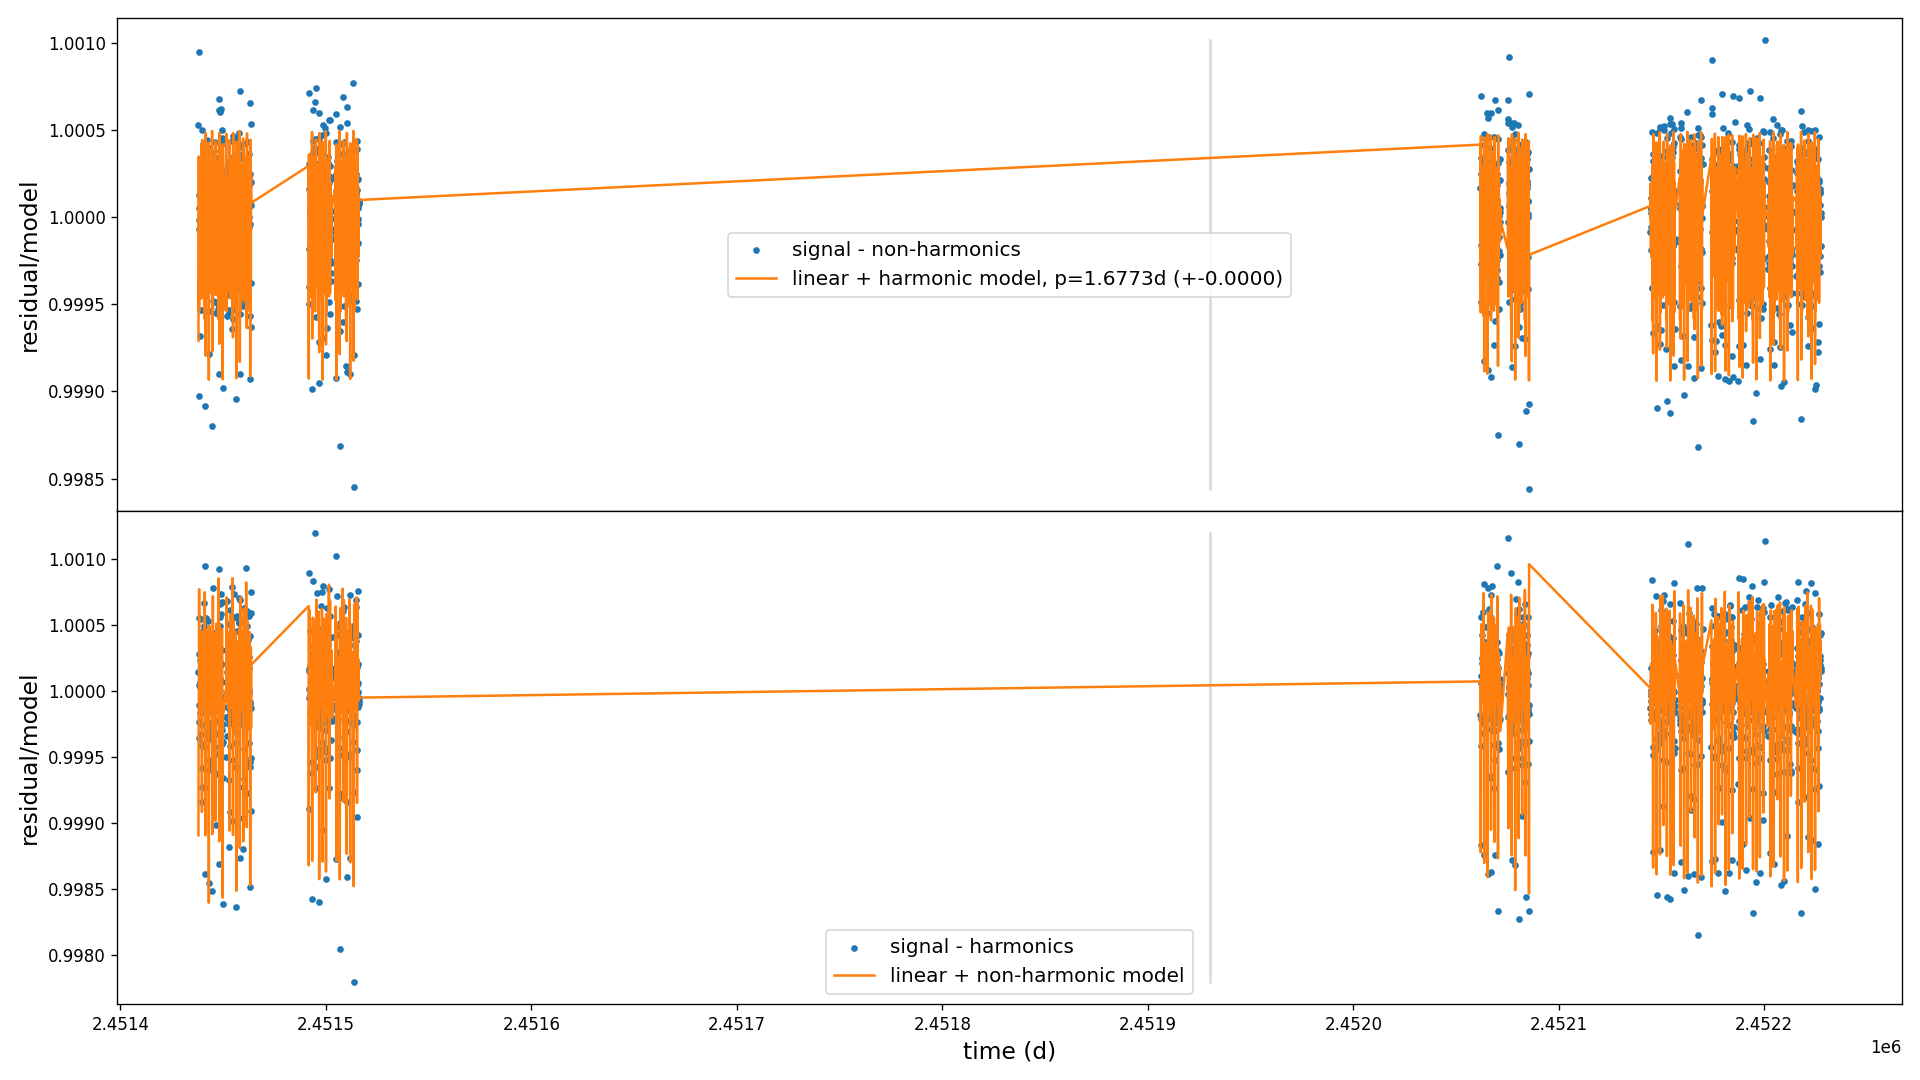 1.0010
1.0005
1.0000
0.9995
0.9990
0.9985
residual/model
signal - non-harmonics
linear + harmonic model, p=1.6773d (+-0.0000)
1.0010
1.0005
1.0000
0.9995
0.9990
0.9985
0.9980
residual/model
signal - harmonics
linear + non-harmonic model
2.4514 2.4515 2.4516 2.4517 2.4518 2.4519 2.4520 2.4521 2.4522
1e6
time (d)